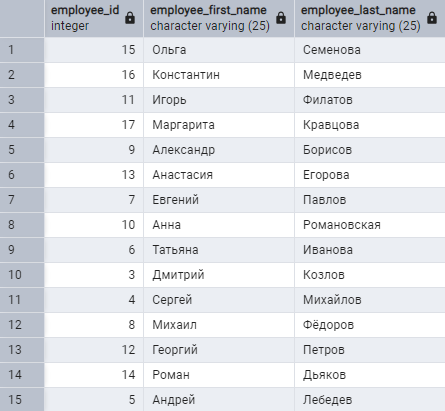 employee_id employee_first_name employee_last_name
integer character varying (25) character varying (25)
1 15 Ольга Семенова
2 16 Константин Медведев
3 11 Игорь Филатов
4 17 Маргарита Кравцова
5 9 Александр Борисов
6 13 Анастасия Егорова
7 7 Евгений Павлов
8 10 Анна Романовская
9 6 Татьяна Иванова
10 3 Дмитрий Козлов
11 4 Сергей Михайлов
12 8 Михаил Фёдоров
13 12 Георгий Петров
14 14 Роман Дьяков
15 5 Андрей Лебедев